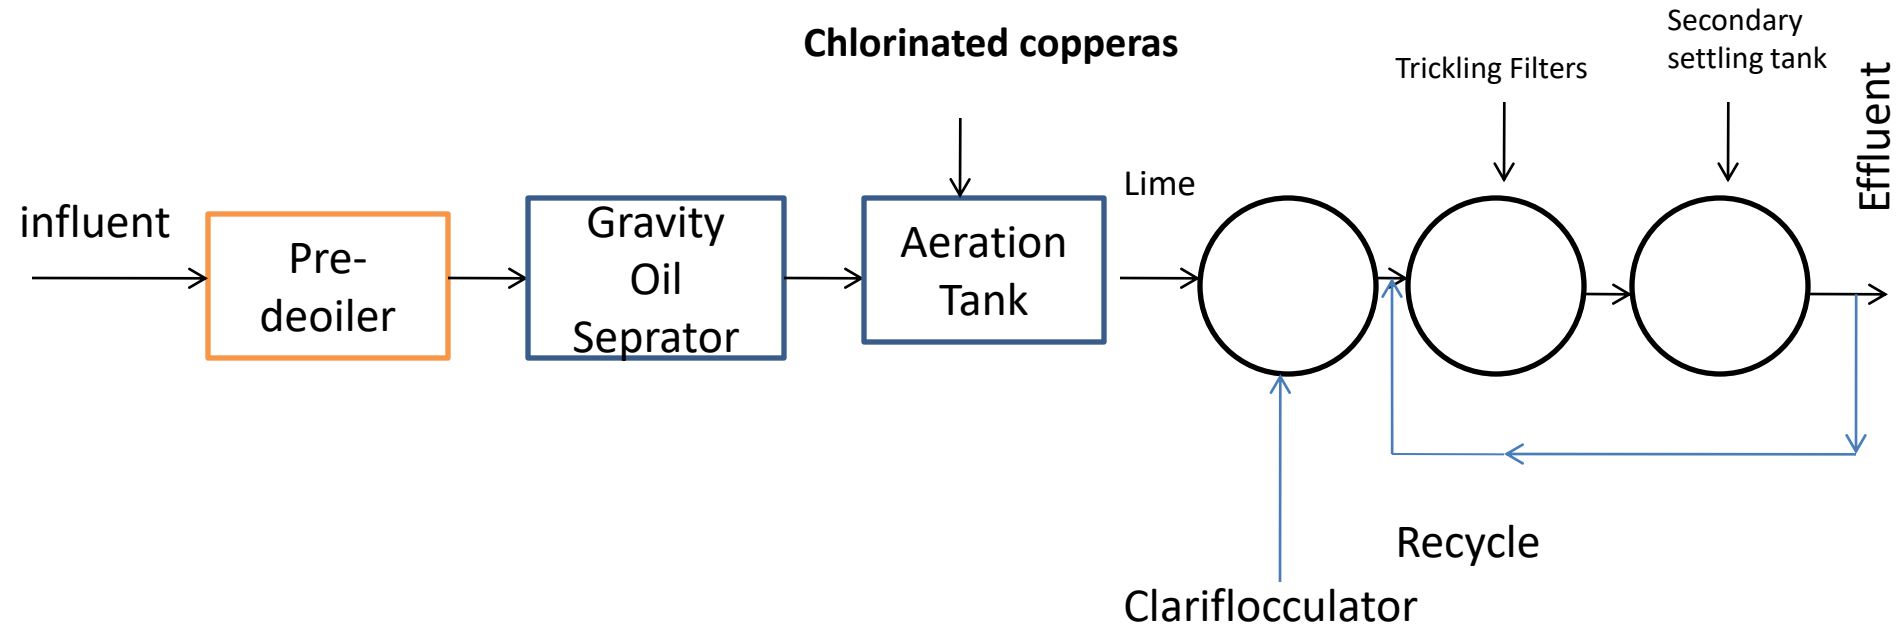 Chlorinated copperas
Secondary
settling tank
Trickling Filters
Effluent
Lime
influent
Pre-
deoiler
Gravity
Oil
Seprator
Aeration
Tank
Recycle
Clariflocculator